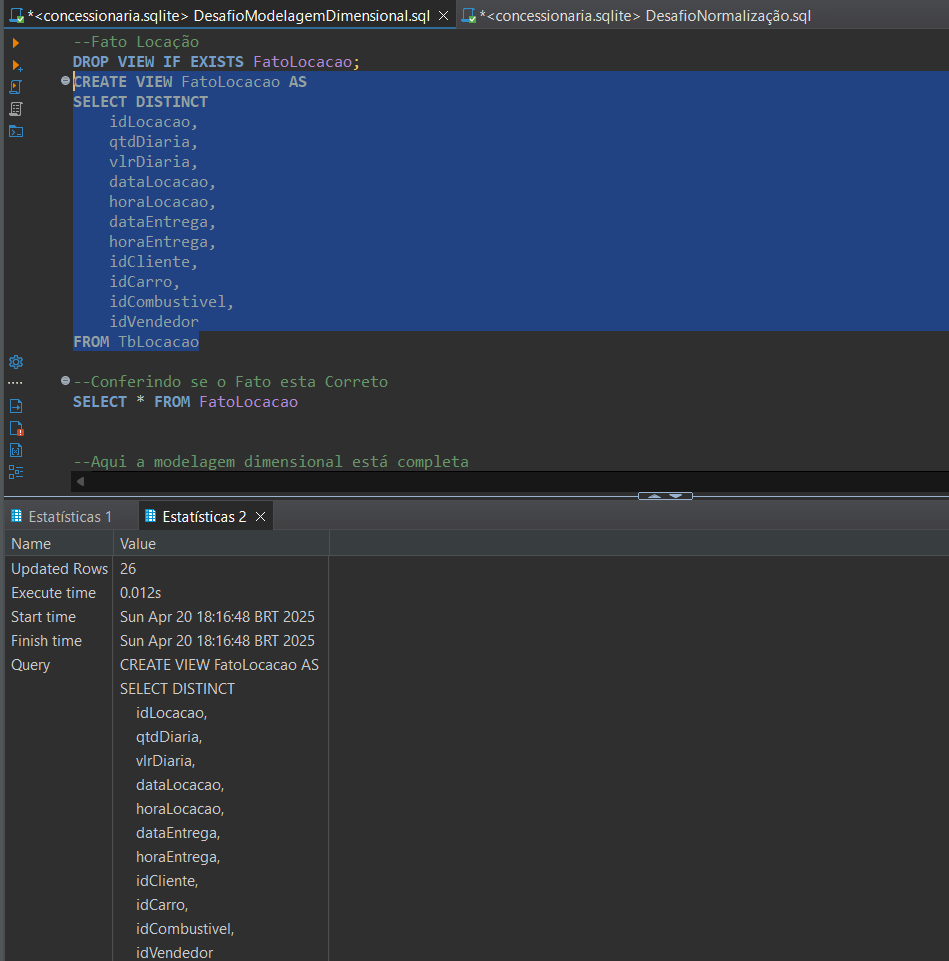 *<concessionaria.sqlite> DesafioModelagemDimensional.sql *<concessionaria.sqlite> DesafioNormalização.sql
--Fato Locação
DROP VIEW IF EXISTS FatoLocacao;
CREATE VIEW FatoLocacao AS
SELECT DISTINCT
idLocacao,
qtdDiaria,
vlrDiaria,
dataLocacao,
horaLocacao,
dataEntrega,
horaEntrega,
idCliente,
idCarro,
idCombustivel,
idVendedor
FROM TbLocacao
--Conferindo se o Fato esta Correto
SELECT * FROM FatoLocacao
--Aqui a modelagem dimensional está completa
Estatísticas 1 Estatísticas 2
Name Value
Updated Rows 26
Execute time 0.012s
Start time Sun Apr 20 18:16:48 BRT 2025
Finish time Sun Apr 20 18:16:48 BRT 2025
Query CREATE VIEW FatoLocacao AS
SELECT DISTINCT
idLocacao,
qtdDiaria,
vlrDiaria,
dataLocacao,
horaLocacao,
dataEntrega,
horaEntrega,
idCliente,
idCarro,
idCombustivel,
idVendedor